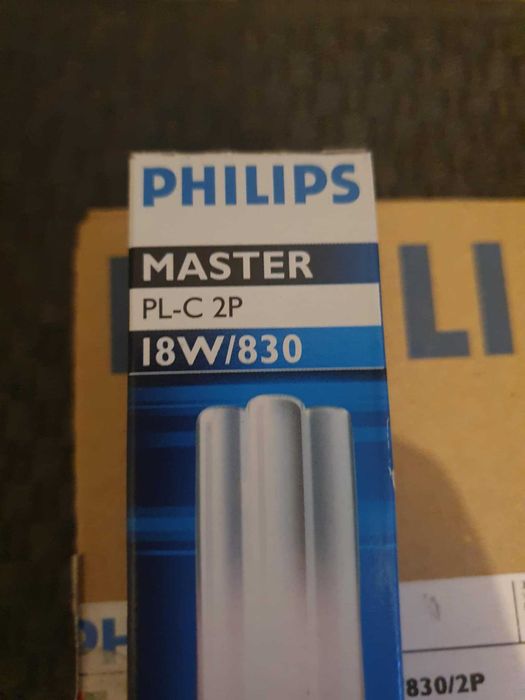 PHILIPS
MASTER
PL-C 2P
18W/830
LI
PH
830/2P